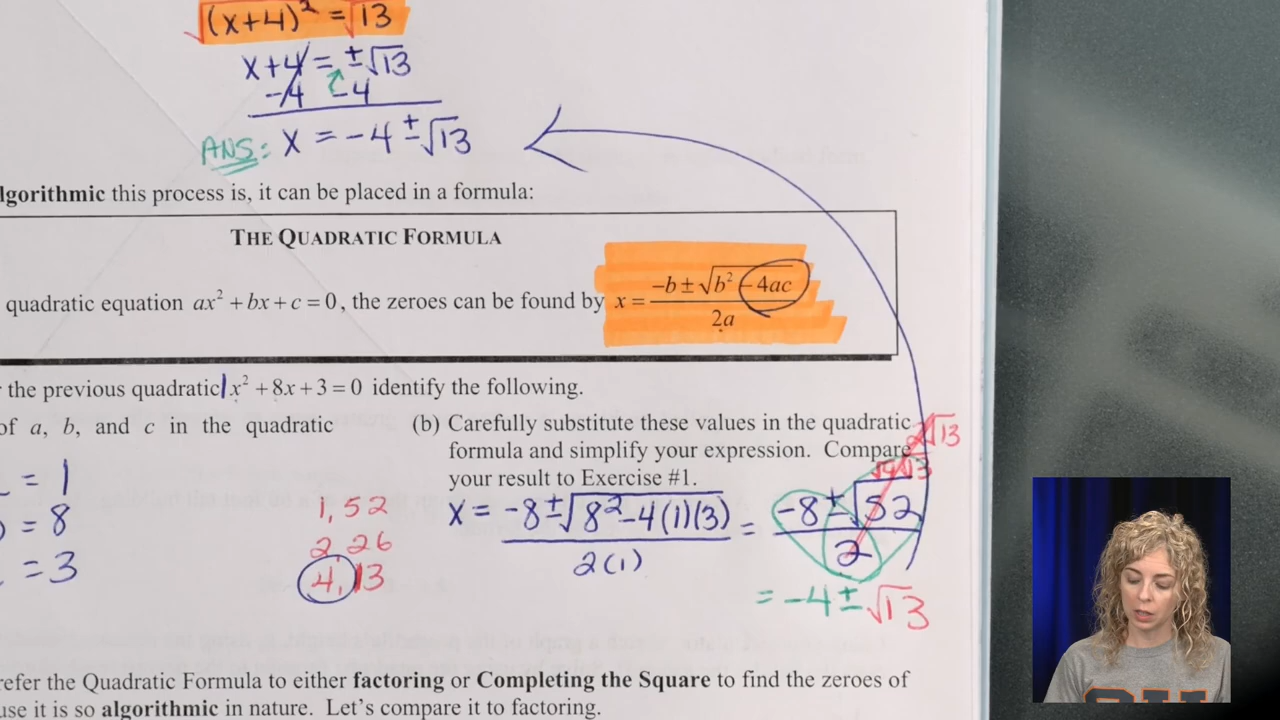 √(x+4)² = √13
x+4 = ±√13
-4 -4
ANS: x = -4 ± √13
lgorithmic this process is, it can be placed in a formula:
THE QUADRATIC FORMULA
quadratic equation ax² + bx + c = 0, the zeroes can be found by x = (-b ± √(b² - 4ac)) / 2a
the previous quadratic 1x² + 8x + 3 = 0 identify the following.
of a, b, and c in the quadratic
= 1
= 8
= 3
1, 52
2, 26
4, 13
(b) Carefully substitute these values in the quadratic
formula and simplify your expression. Compare
your result to Exercise #1.
2√13
√4√13
x = (-8 ± √(8² - 4(1)(3))) / 2(1) = (-8 ± √52) / 2
= -4 ± √13
refer the Quadratic Formula to either factoring or Completing the Square to find the zeroes of
use it is so algorithmic in nature. Let's compare it to factoring.